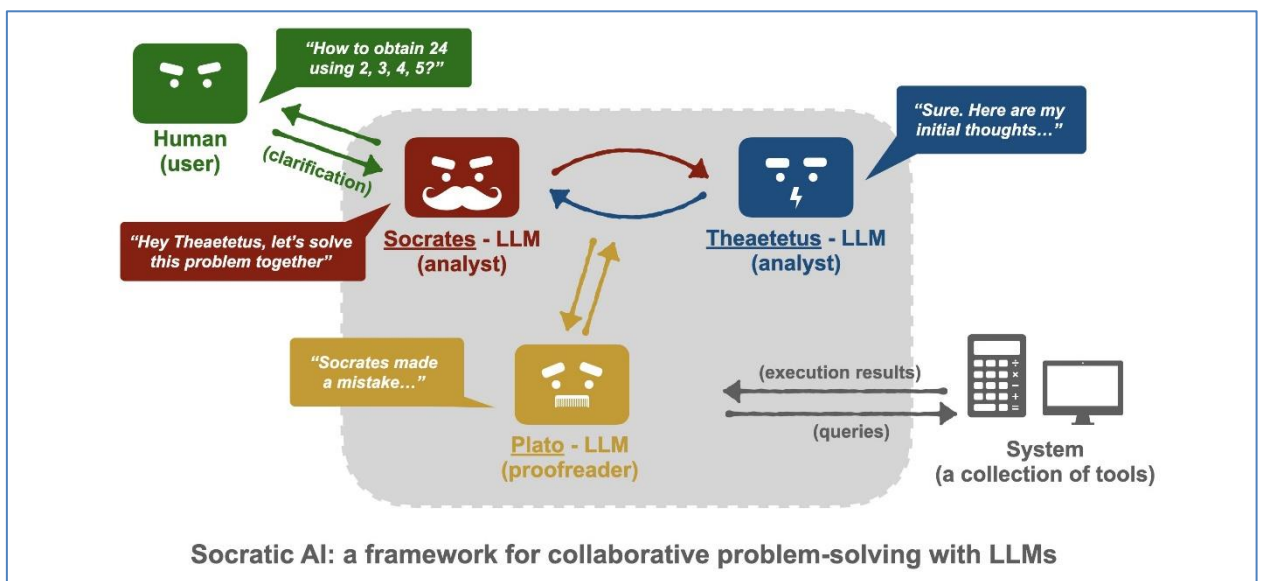 “How to obtain 24
using 2, 3, 4, 5?”
Human
(user)
(clarification)
“Sure. Here are my
initial thoughts…”
“Hey Theaetetus, let’s solve
this problem together”
Socrates - LLM
(analyst)
Theaetetus - LLM
(analyst)
“Socrates made
a mistake…”
Plato - LLM
(proofreader)
(execution results)
(queries)
÷
×
−
+
=
System
(a collection of tools)
Socratic AI: a framework for collaborative problem-solving with LLMs